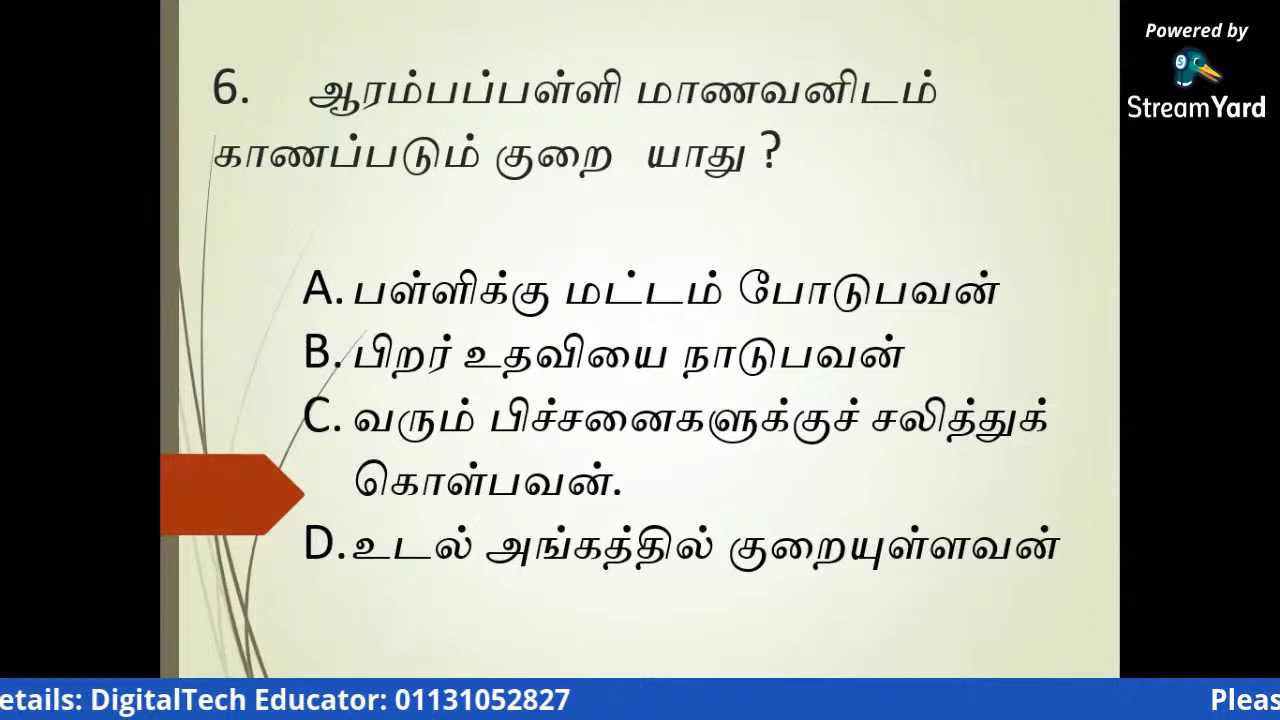 Powered by
StreamYard
6. ஆரம்பப்பள்ளி மாணவனிடம்
காணப்படும் குறை யாது ?
A. பள்ளிக்கு மட்டம் போடுபவன்
B. பிறர் உதவியை நாடுபவன்
C. வரும் பிச்சனைகளுக்குச் சலித்துக்
கொள்பவன்.
D. உடல் அங்கத்தில் குறையுள்ளவன்
etails: DigitalTech Educator: 01131052827
Pleas